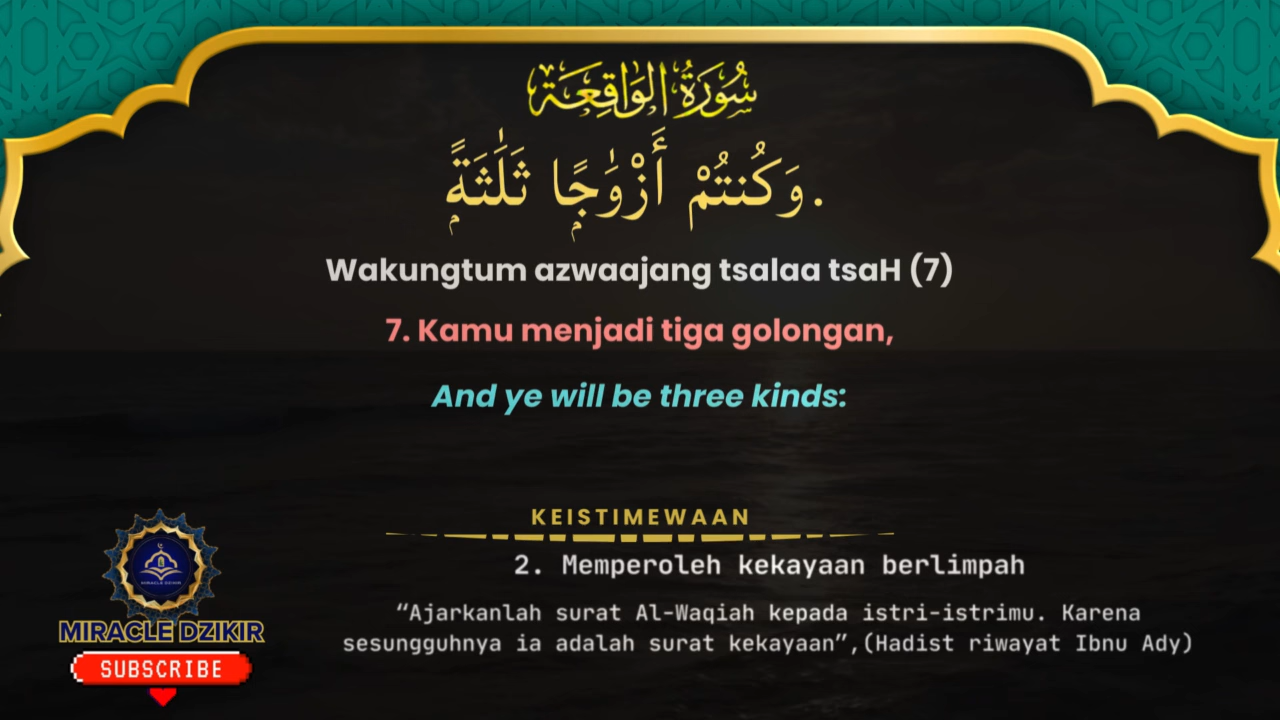 سُورَةُ الوَاقِعَة
وَكُنتُمْ أَزْوَٰجًۭا ثَلَٰثَةًۭ.
Wakungtum azwaajang tsalaa tsaH (7)
7. Kamu menjadi tiga golongan,
And ye will be three kinds:
KEISTIMEWAAN
2. Memperoleh kekayaan berlimpah
“Ajarkanlah surat Al-Waqiah kepada istri-istrimu. Karena
sesungguhnya ia adalah surat kekayaan”,(Hadist riwayat Ibnu Ady)
MIRACLE DZIKIR
MIRACLE DZIKIR
SUBSCRIBE